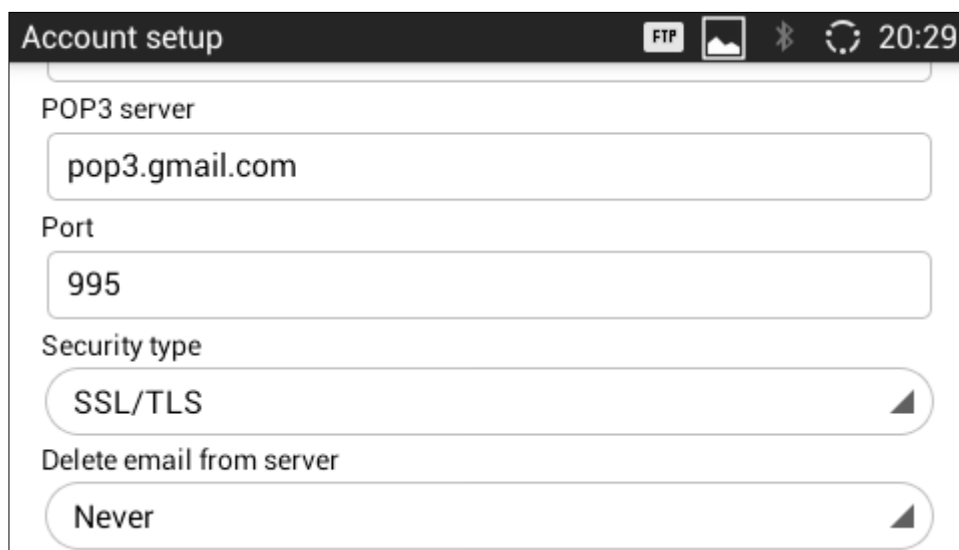 Account setup FTP 20:29
POP3 server
pop3.gmail.com
Port
995
Security type
SSL/TLS
Delete email from server
Never